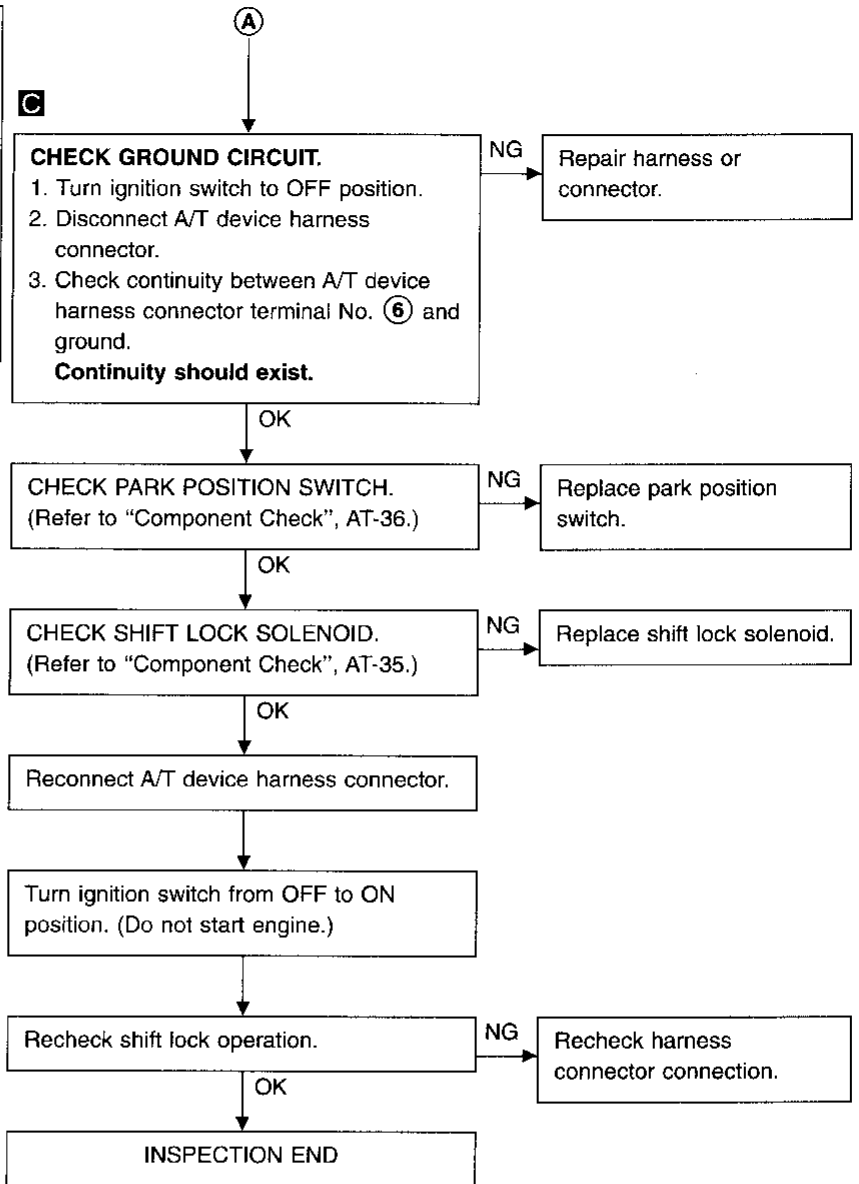 A
C
CHECK GROUND CIRCUIT.
1. Turn ignition switch to OFF position.
2. Disconnect A/T device harness
connector.
3. Check continuity between A/T device
harness connector terminal No. 6 and
ground.
Continuity should exist.
NG
Repair harness or
connector.
OK
CHECK PARK POSITION SWITCH.
(Refer to “Component Check”, AT-36.)
NG
Replace park position
switch.
OK
CHECK SHIFT LOCK SOLENOID.
(Refer to “Component Check”, AT-35.)
NG
Replace shift lock solenoid.
OK
Reconnect A/T device harness connector.
Turn ignition switch from OFF to ON
position. (Do not start engine.)
Recheck shift lock operation.
NG
Recheck harness
connector connection.
OK
INSPECTION END